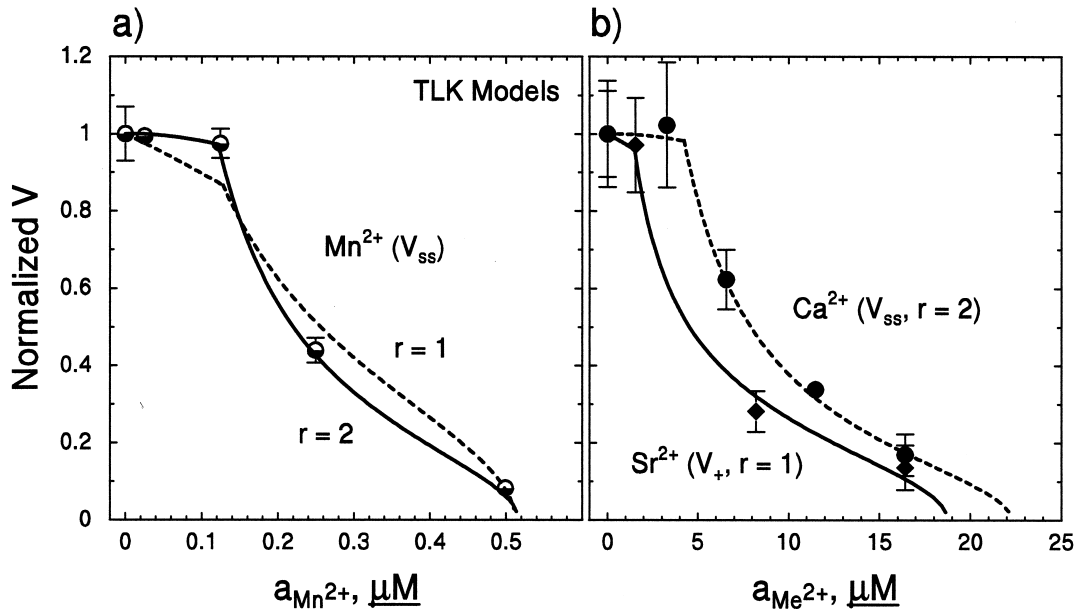 a)
b)
Normalized V
1.2
1
0.8
0.6
0.4
0.2
0
TLK Models
Mn²⁺ (Vₛₛ)
r = 1
r = 2
0 0.1 0.2 0.3 0.4 0.5
a_Mn²⁺, μM
Ca²⁺ (Vₛₛ, r = 2)
Sr²⁺ (V₊, r = 1)
0 5 10 15 20 25
a_Me²⁺, μM